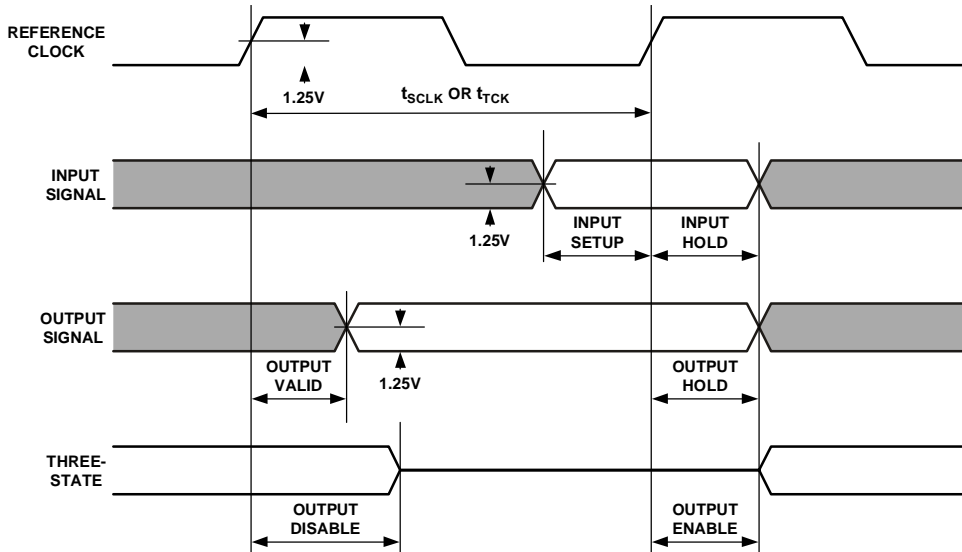 REFERENCE
CLOCK
1.25V
tSCLK OR tTCK
INPUT
SIGNAL
1.25V
INPUT
SETUP
INPUT
HOLD
OUTPUT
SIGNAL
OUTPUT
VALID
1.25V
OUTPUT
HOLD
THREE-
STATE
OUTPUT
DISABLE
OUTPUT
ENABLE